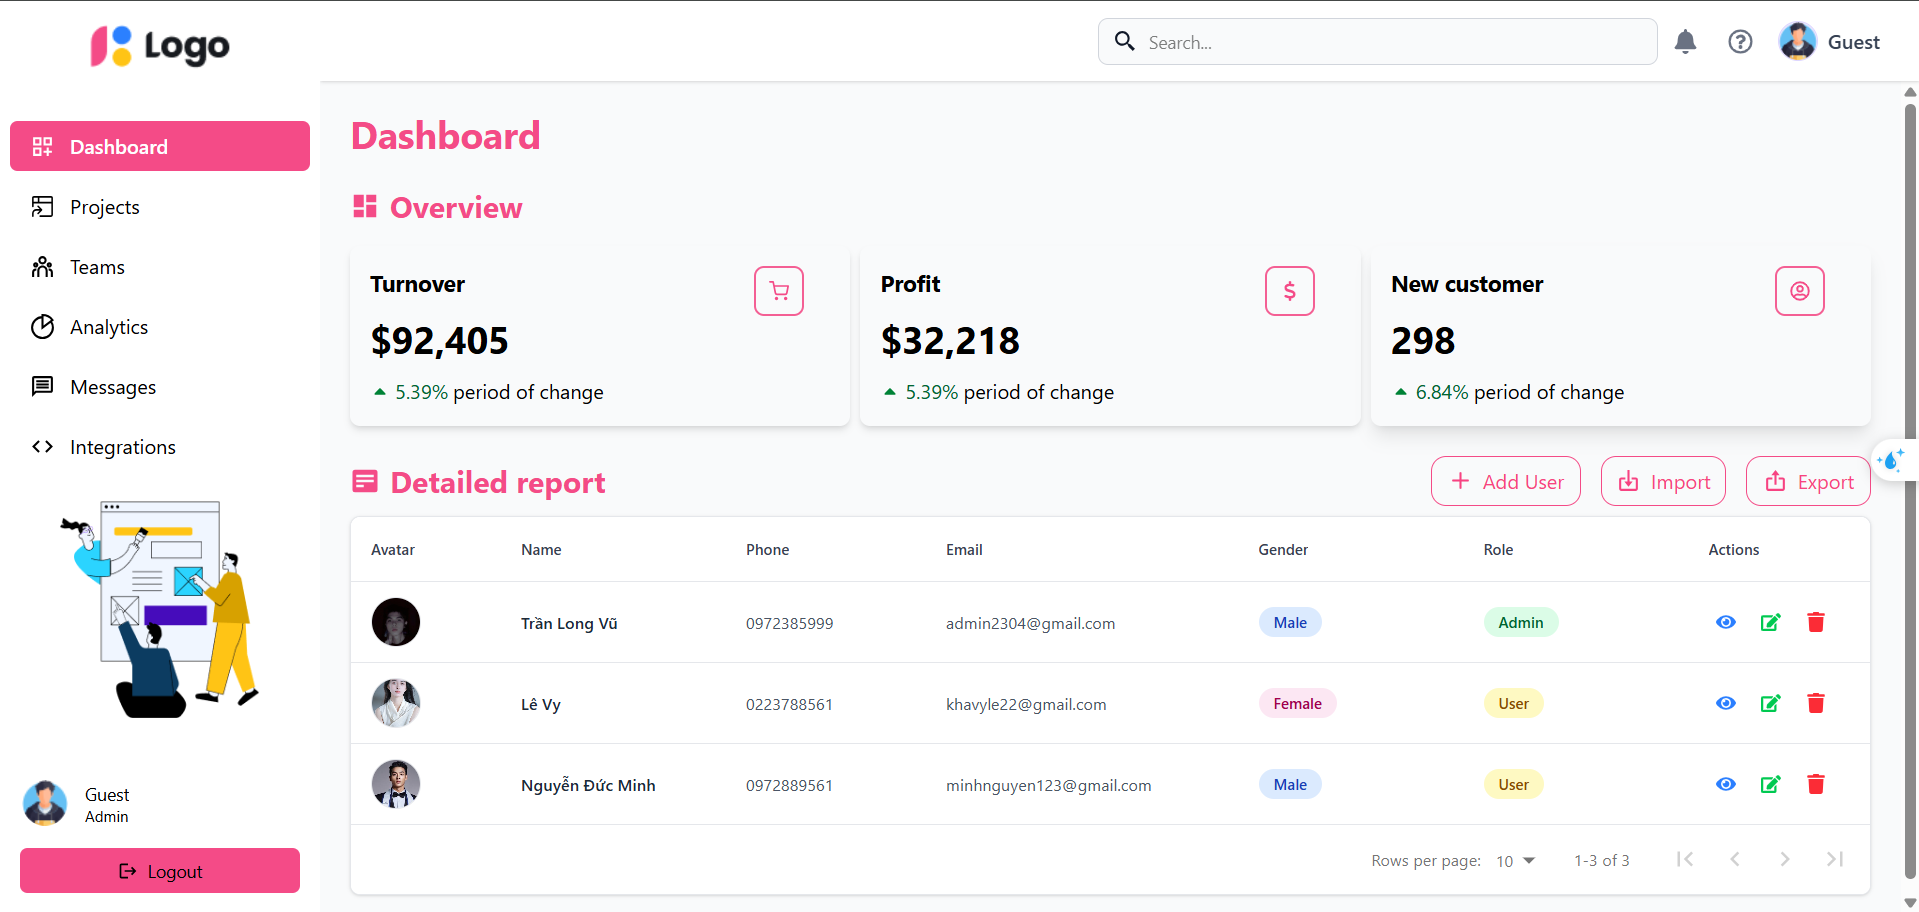 Logo
Search...
Guest
Dashboard
Projects
Teams
Analytics
Messages
Integrations
Guest
Admin
Logout
Dashboard
Overview
Turnover
$92,405
5.39% period of change
Profit
$
$32,218
5.39% period of change
New customer
298
6.84% period of change
Detailed report
Add User
Import
Export
Avatar Name Phone Email Gender Role Actions
Trần Long Vũ 0972385999 admin2304@gmail.com Male Admin
Lê Vy 0223788561 khavyle22@gmail.com Female User
Nguyễn Đức Minh 0972889561 minhnguyen123@gmail.com Male User
Rows per page: 10 1-3 of 3